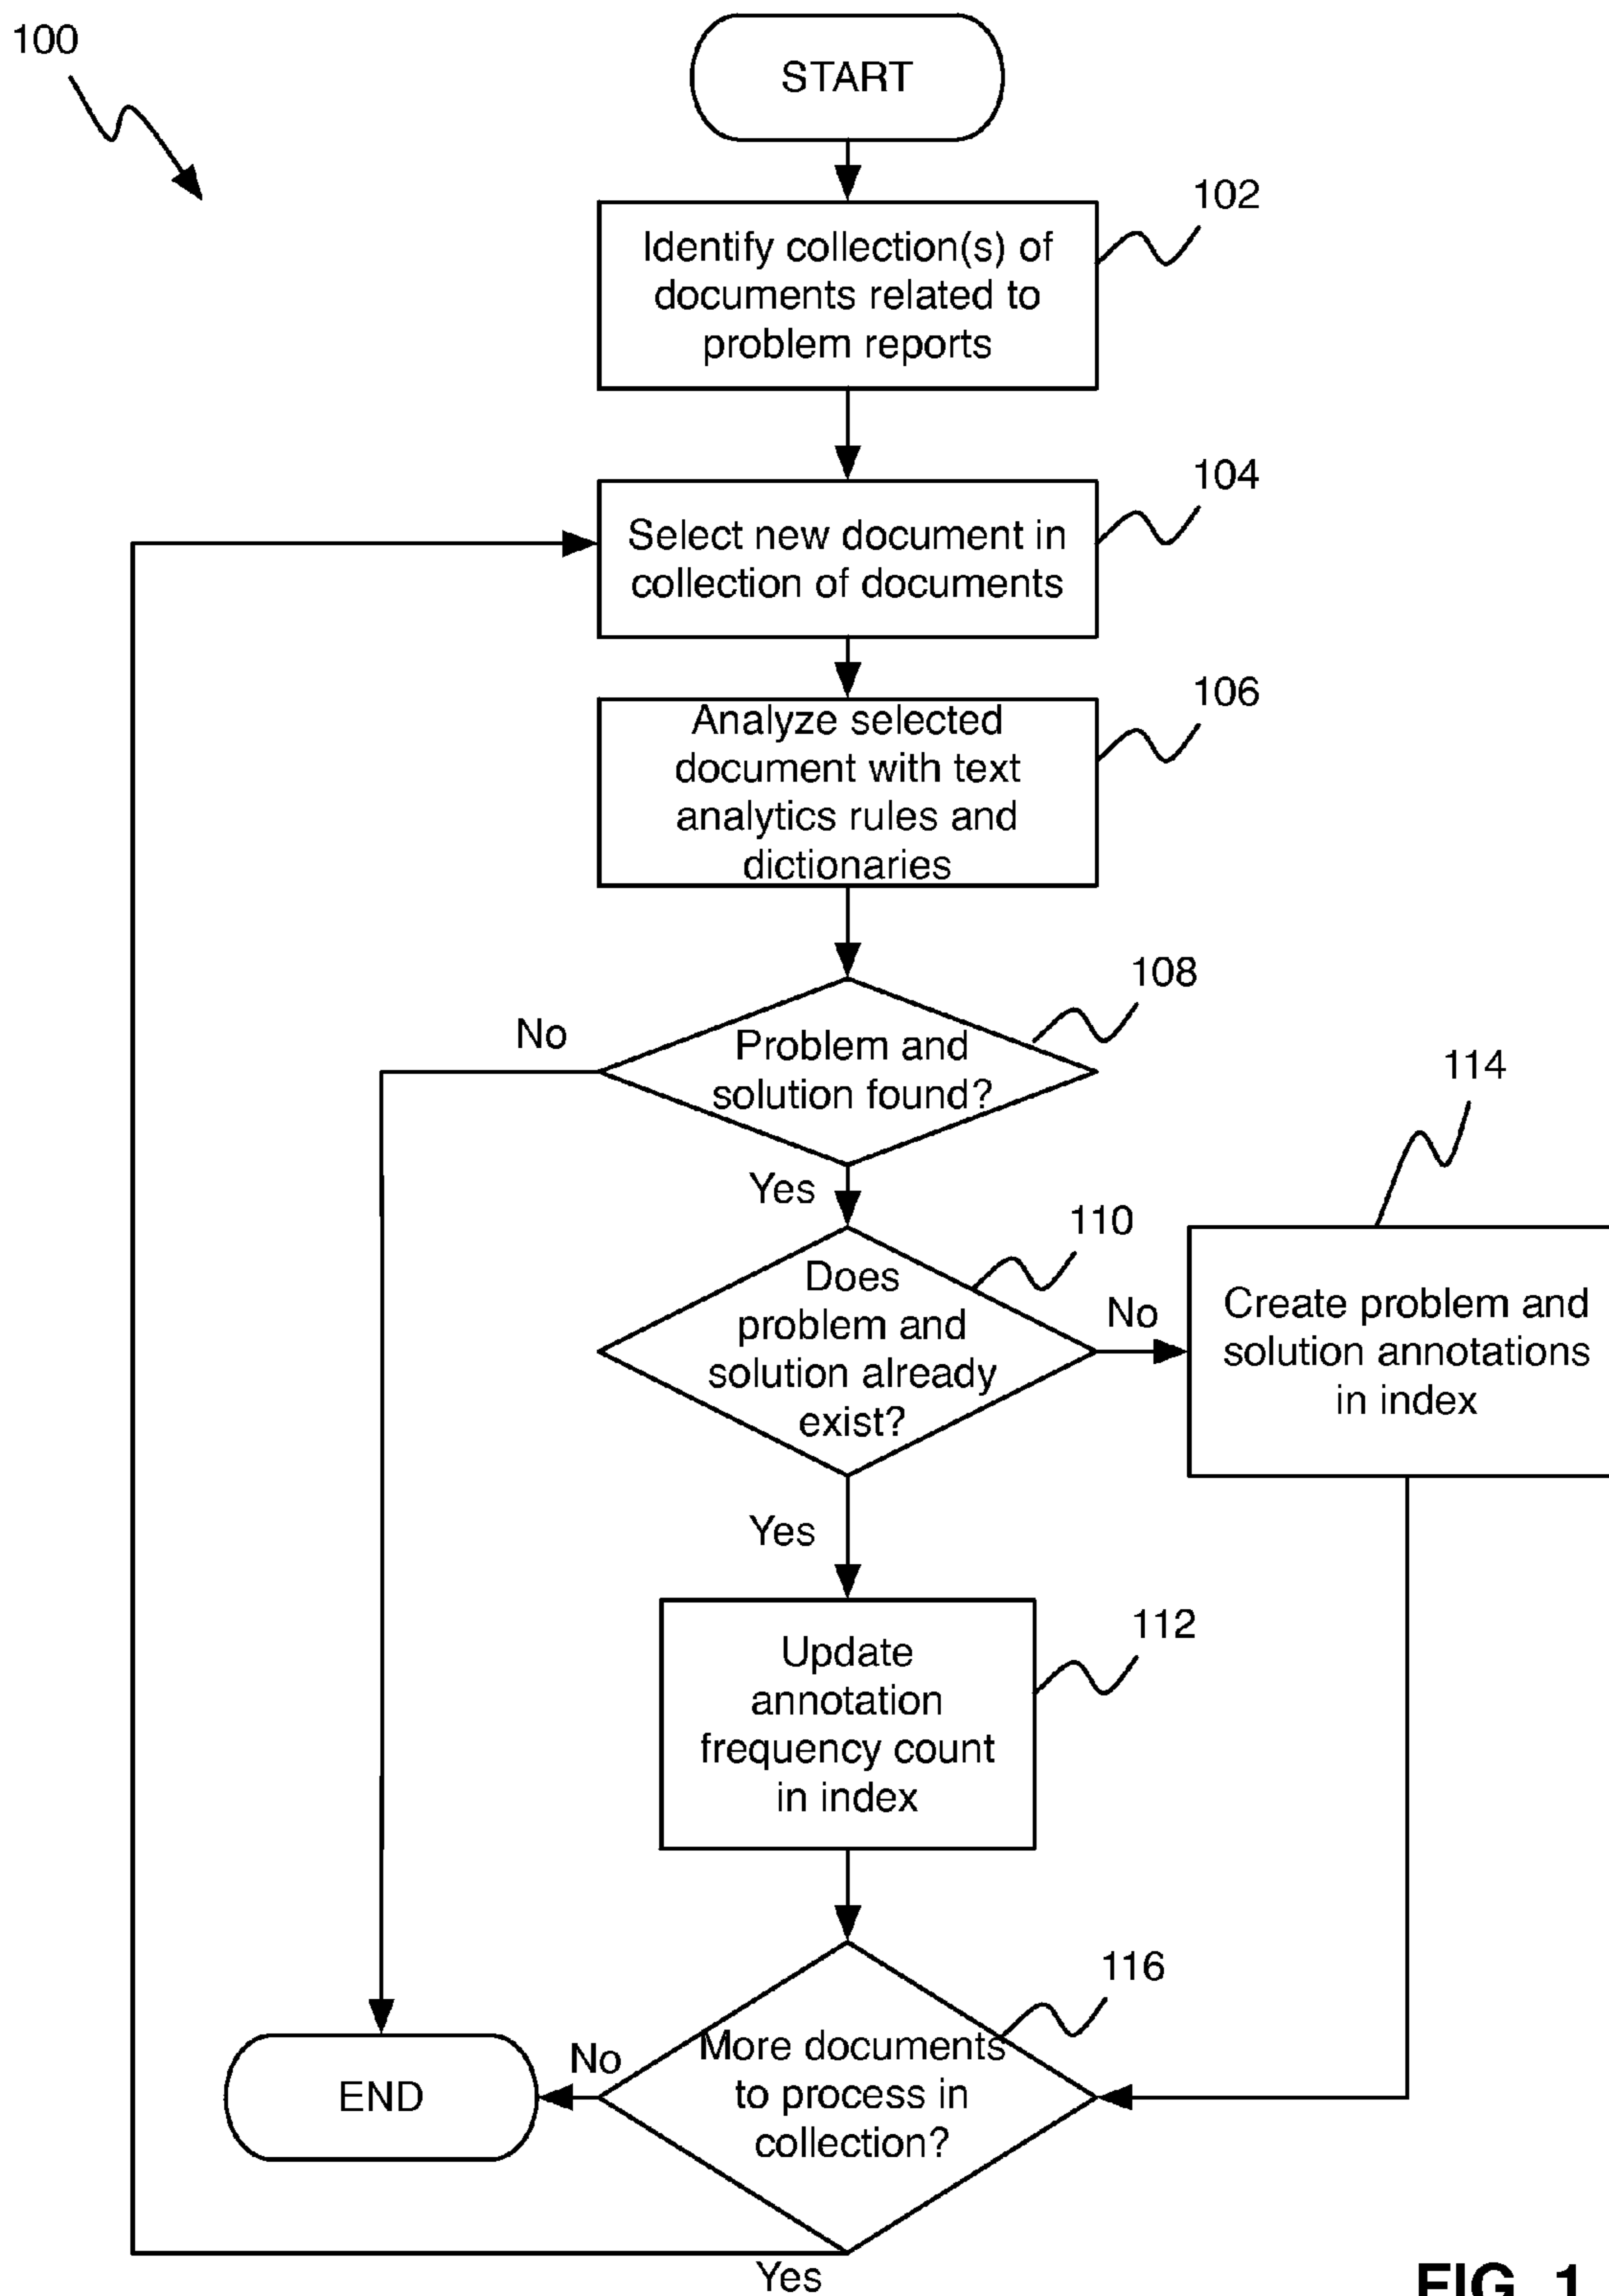 100
START
102
Identify collection(s) of
documents related to
problem reports
104
Select new document in
collection of documents
106
Analyze selected
document with text
analytics rules and
dictionaries
108
No
Problem and
solution found?
Yes
114
110
Does
problem and
solution already
exist?
No
Create problem and
solution annotations
in index
Yes
112
Update
annotation
frequency count
in index
116
More documents
to process in
collection?
No
END
Yes
FIG. 1